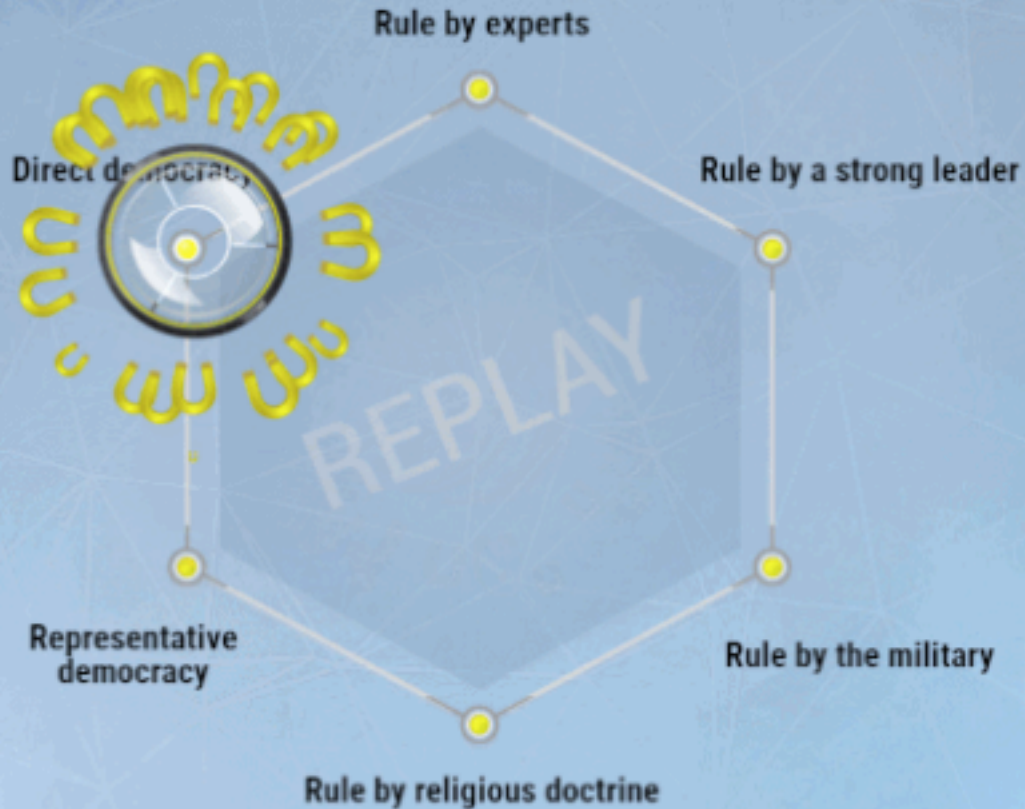 Rule by experts
Direct democracy
Rule by a strong leader
REPLAY
Representative
democracy
Rule by the military
Rule by religious doctrine